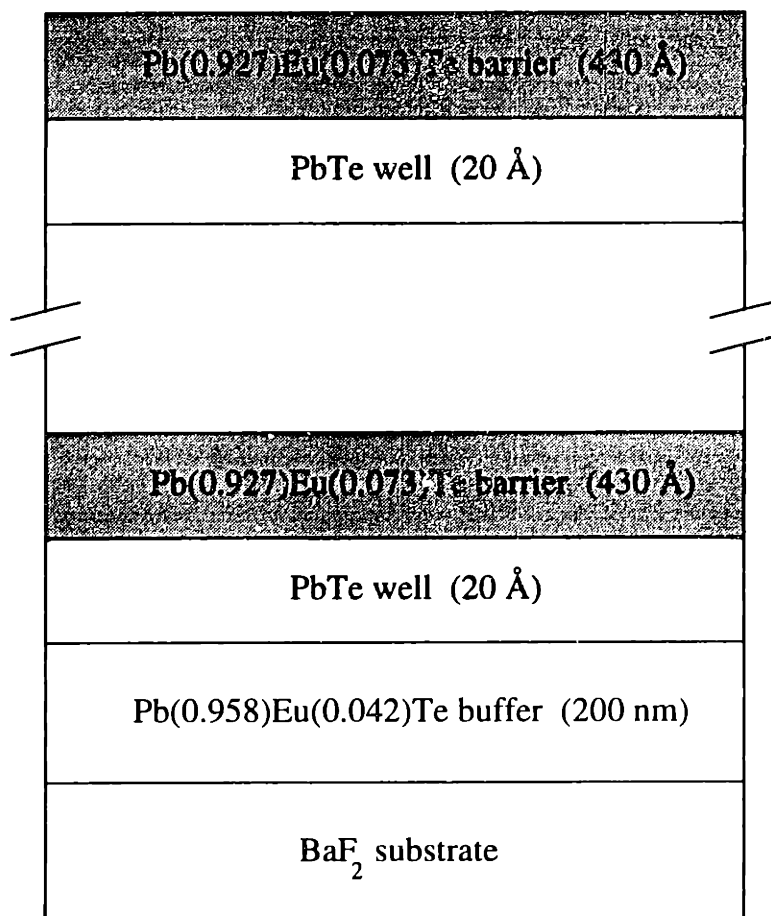 Pb(0.927)Eu(0.073)Te barrier (430 Å)
PbTe well (20 Å)
Pb(0.927)Eu(0.073)Te barrier (430 Å)
PbTe well (20 Å)
Pb(0.958)Eu(0.042)Te buffer (200 nm)
BaF₂ substrate